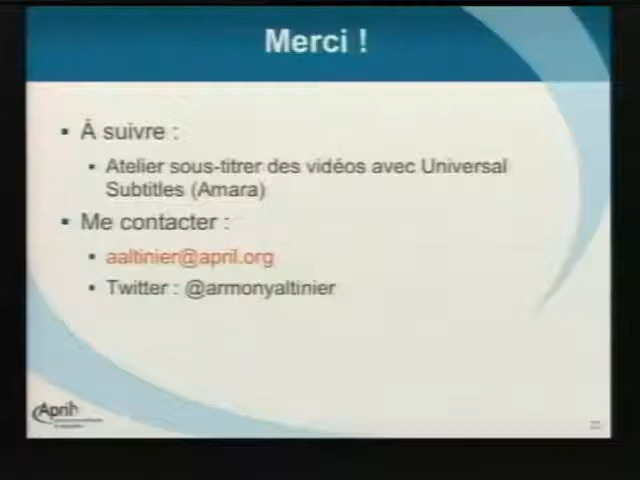 Merci !
À suivre :
Atelier sous-titrer des vidéos avec Universal
Subtitles (Amara)
Me contacter :
aaltinier@april.org
Twitter : @armonyaltinier
April